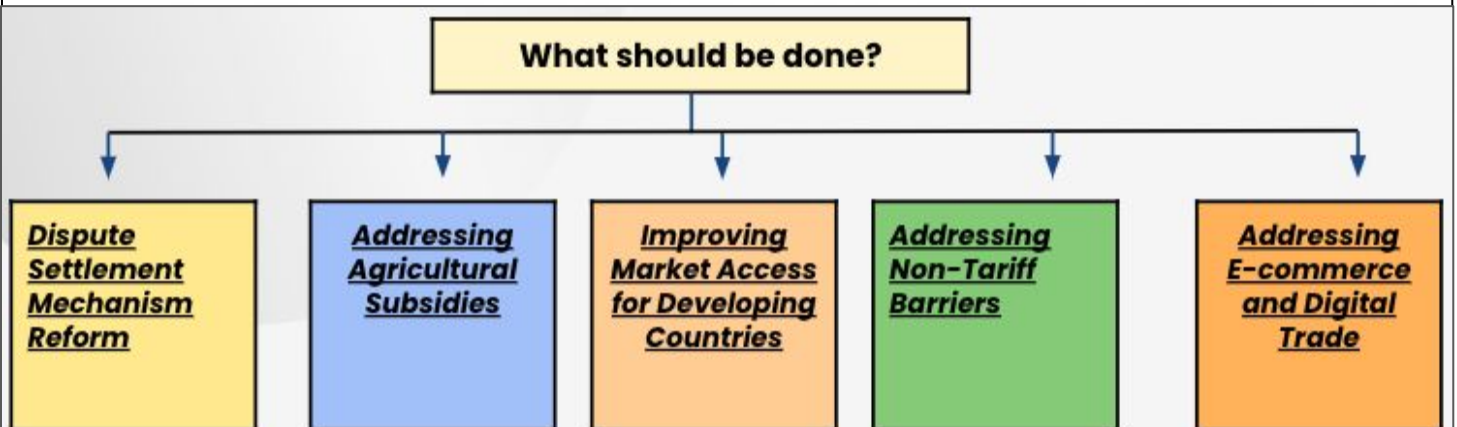 What should be done?
Dispute
Settlement
Mechanism
Reform
Addressing
Agricultural
Subsidies
Improving
Market Access
for Developing
Countries
Addressing
Non-Tariff
Barriers
Addressing
E-commerce
and Digital
Trade